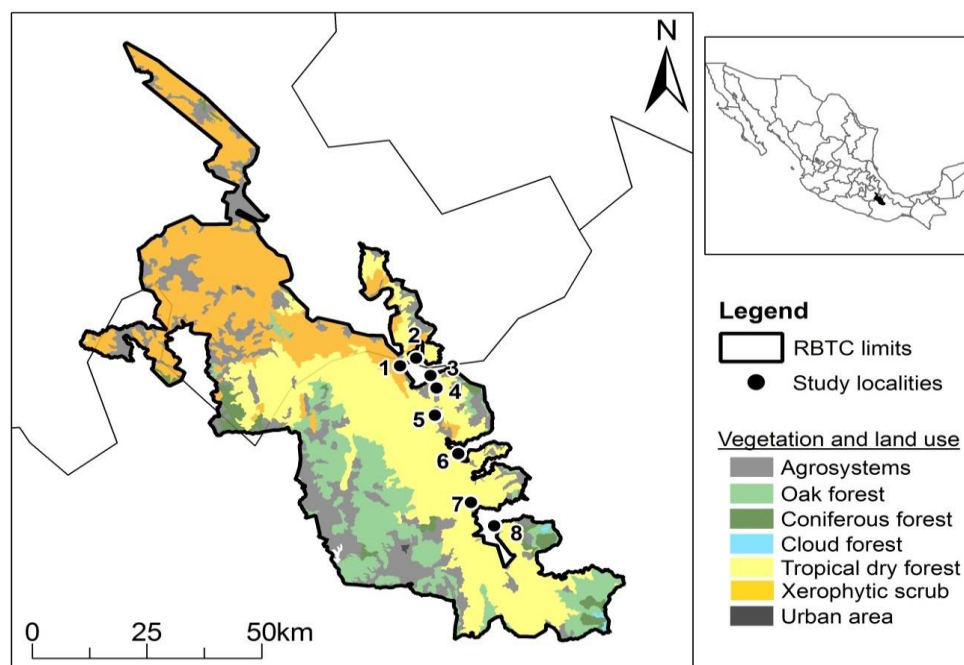 N
1
2
3
4
5
6
7
8
0 25 50km
Legend
RBTC limits
Study localities
Vegetation and land use
Agrosystems
Oak forest
Coniferous forest
Cloud forest
Tropical dry forest
Xerophytic scrub
Urban area